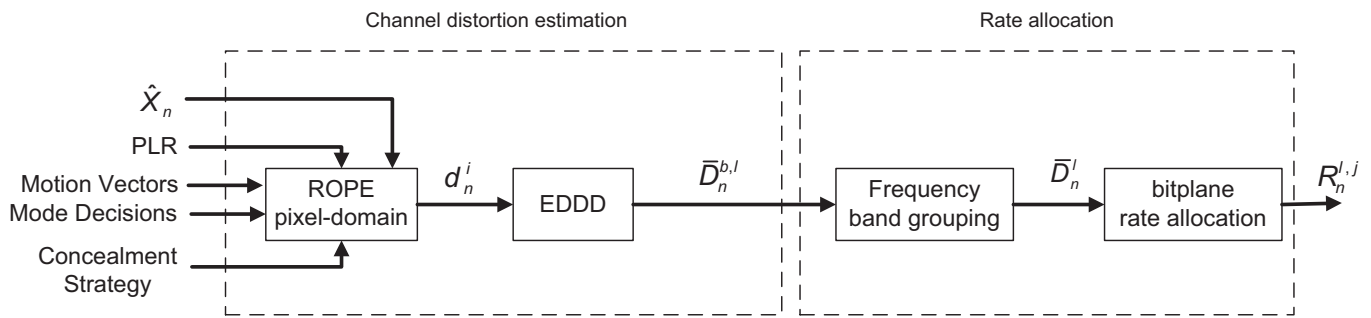 Channel distortion estimation
Rate allocation
X̂_n
PLR
Motion Vectors
Mode Decisions
Concealment
Strategy
ROPE
pixel-domain
d_n^i
EDDD
D̅_n^{b,l}
Frequency
band grouping
D̅_n^l
bitplane
rate allocation
R_n^{l,j}